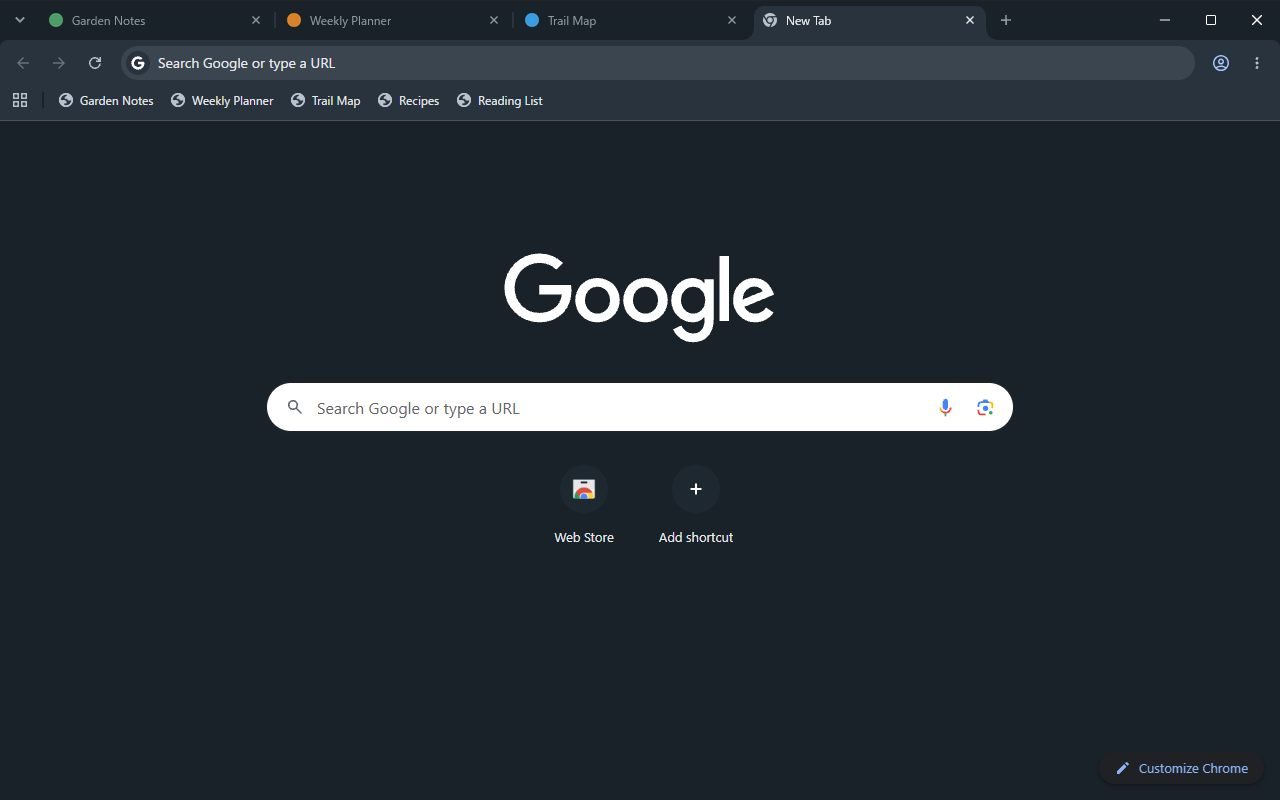 Garden Notes
Weekly Planner
Trail Map
New Tab
Search Google or type a URL
Garden Notes
Weekly Planner
Trail Map
Recipes
Reading List
Google
Search Google or type a URL
Web Store
Add shortcut
Customize Chrome